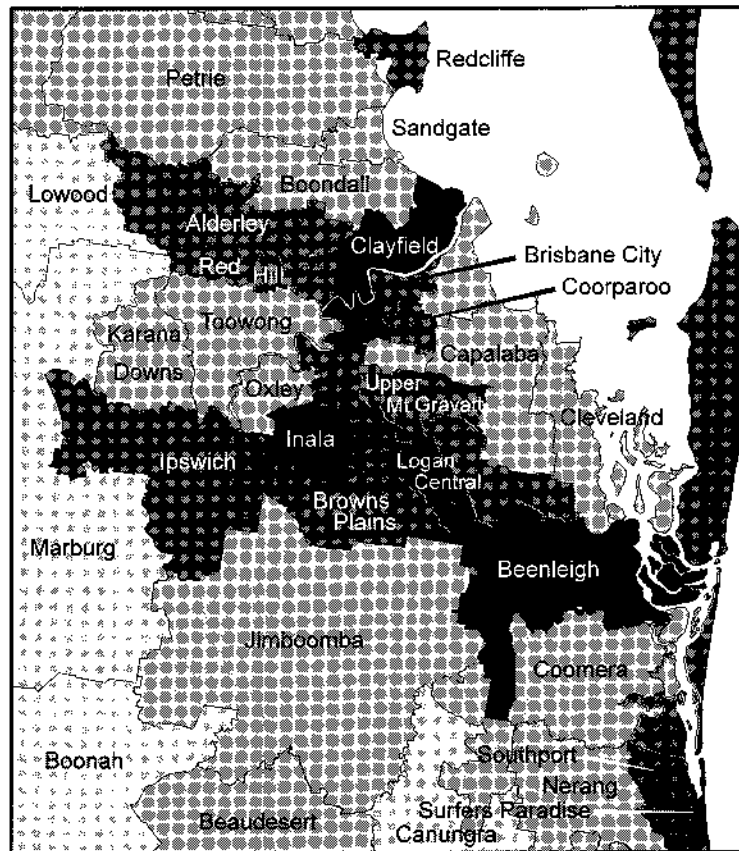 Redcliffe
Petrie
Sandgate
Boondall
Lowood
Alderley
Clayfield
Brisbane City
Red Hill
Coorparoo
Toowong
Karana
Downs
Capalaba
Oxley
Upper
Mt Gravatt
Cleveland
Inala
Ipswich
Logan
Central
Browns
Plains
Marburg
Beenleigh
Jimboomba
Coomera
Boonah
Southport
Nerang
Surfers Paradise
Beaudesert
Canungra